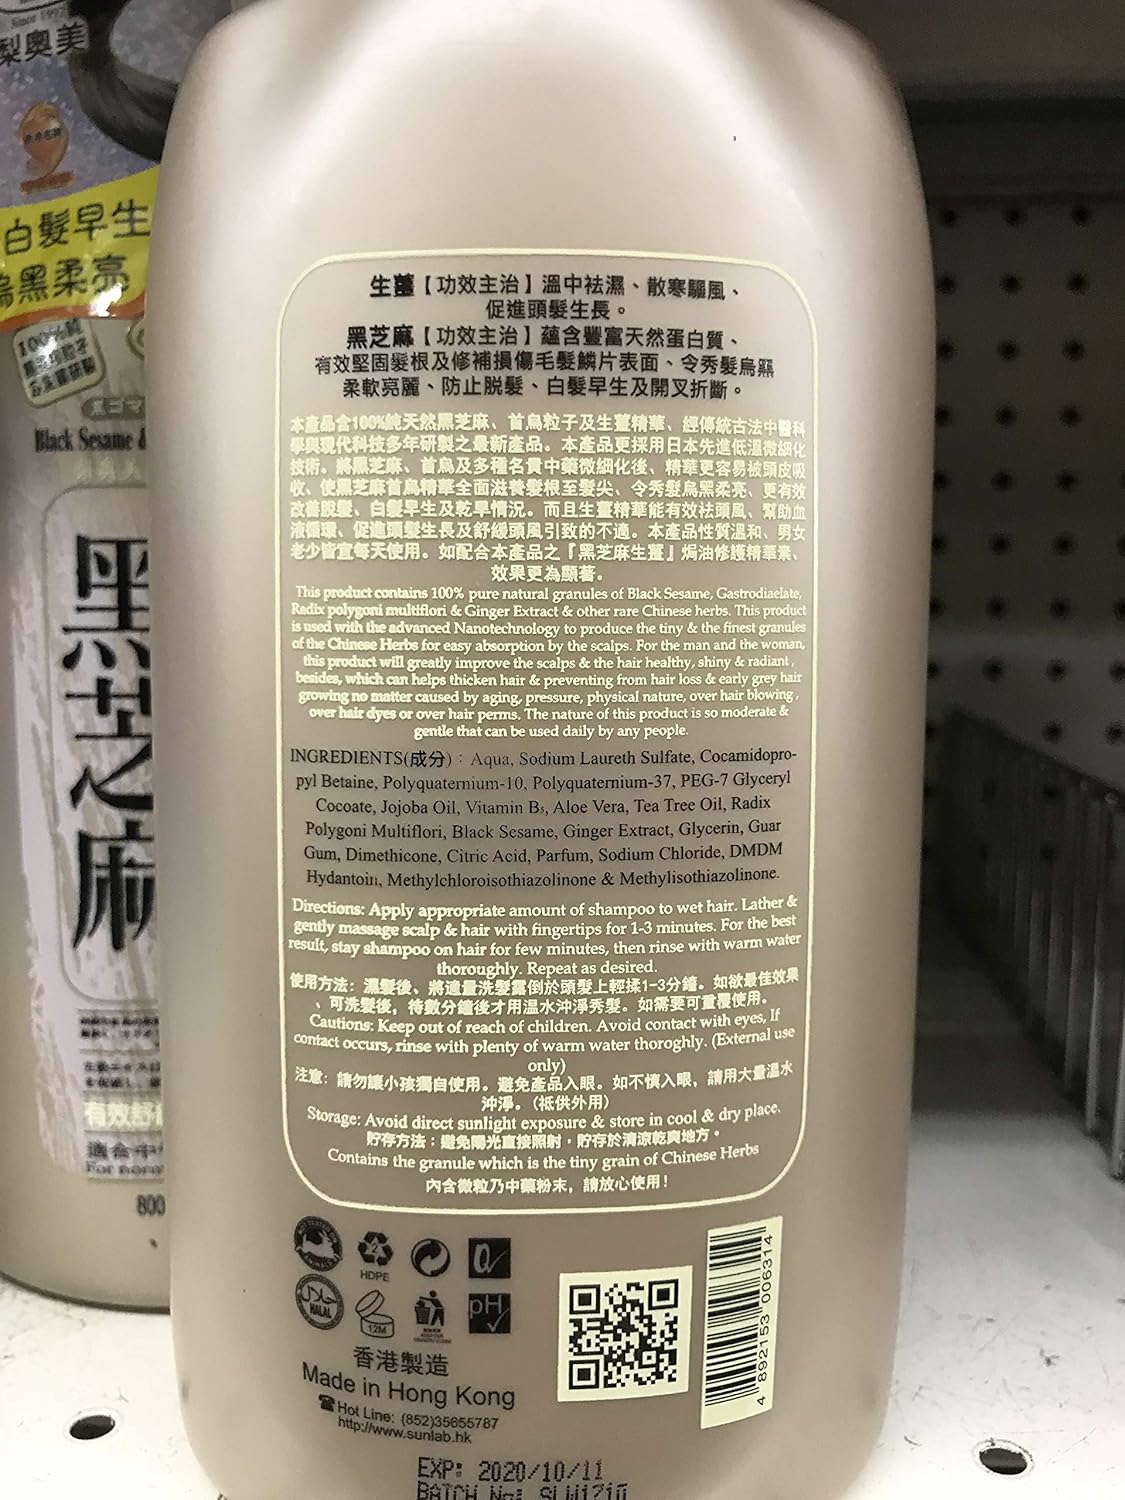 Since 1992
梨奧美
白髮早生
烏黑柔亮
100%純
Black Sesame &
黑芝麻
有效舒
適合中
For norm
800
生薑【功效主治】溫中袪濕、散寒驅風、
促進頭髮生長。
黑芝麻【功效主治】蘊含豐富天然蛋白質、
有效堅固髮根及修補損傷毛髮鱗片表面、令秀髮烏黑
柔軟亮麗、防止脱髮、白髮早生及開叉折斷。
本產品含100%純天然黑芝麻、首烏粒子及生薑精華、經傳統古法中醫科
學與現代科技多年研製之最新產品。本產品更採用日本先進低溫微細化
技術。將黑芝麻、首烏及多種名貴中藥微細化後、精華更容易被頭皮吸
收、使黑芝麻首烏精華全面滋養髮根至髮尖、令秀髮烏黑柔亮、更有效
改善脫髮、白髮早生及乾旱情況。而且生薑精華能有效袪頭風、幫助血
液循環、促進頭髮生長及舒緩頭風引致的不適。本產品性質溫和、男女
老少皆宜每天使用。如配合本產品之『黑芝麻生薑』焗油修護精華素、
效果更為顯著。
This product contains 100% pure natural granules of Black Sesame, Gastrodiaelate,
Radix polygoni multiflori & Ginger Extract & other rare Chinese herbs. This product
is used with the advanced Nanotechnology to produce the tiny & the finest granules
of the Chinese Herbs for easy absorption by the scalps. For the man and the woman,
this product will greatly improve the scalps & the hair healthy, shiny & radiant,
besides, which can helps thicken hair & preventing from hair loss & early grey hair
growing no matter caused by aging, pressure, physical nature, over hair blowing,
over hair dyes or over hair perms. The nature of this product is so moderate &
gentle that can be used daily by any people.
INGREDIENTS(成分)：Aqua, Sodium Laureth Sulfate, Cocamidopro-
pyl Betaine, Polyquaternium-10, Polyquaternium-37, PEG-7 Glyceryl
Cocoate, Jojoba Oil, Vitamin B₅, Aloe Vera, Tea Tree Oil, Radix
Polygoni Multiflori, Black Sesame, Ginger Extract, Glycerin, Guar
Gum, Dimethicone, Citric Acid, Parfum, Sodium Chloride, DMDM
Hydantoin, Methylchloroisothiazolinone & Methylisothiazolinone.
Directions: Apply appropriate amount of shampoo to wet hair. Lather &
gently massage scalp & hair with fingertips for 1-3 minutes. For the best
result, stay shampoo on hair for few minutes, then rinse with warm water
thoroughly. Repeat as desired.
使用方法：濕髮後、將適量洗髮露倒於頭髮上輕揉1-3分鐘。如欲最佳效果
、可洗髮後，待數分鐘後才用溫水沖淨秀髮。如需要可重覆使用。
Cautions: Keep out of reach of children. Avoid contact with eyes, If
contact occurs, rinse with plenty of warm water thoroghly. (External use
only)
注意：請勿讓小孩獨自使用。避免產品入眼。如不慎入眼，請用大量溫水
沖淨。(衹供外用)
Storage: Avoid direct sunlight exposure & store in cool & dry place.
貯存方法：避免陽光直接照射，貯存於清涼乾爽地方。
Contains the granule which is the tiny grain of Chinese Herbs
內含微粒乃中藥粉末，請放心使用！
NOT TESTED ON ANIMALS
2
HDPE
Q
HALAL
12M
pH
香港製造
Made in Hong Kong
Hot Line: (852)35655787
http://www.sunlab.hk
4 892153 006314
EXP: 2020/10/11
BATCH No: SLW1710